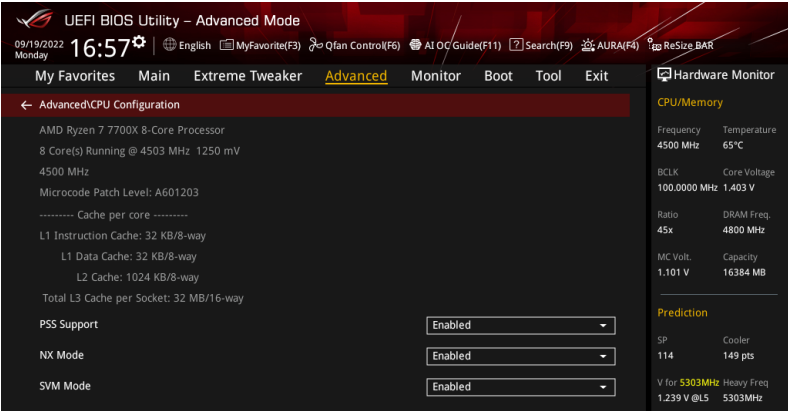 UEFI BIOS Utility – Advanced Mode
09/19/2022 Monday 16:57 English MyFavorite(F3) Qfan Control(F6) AI OC Guide(F11) Search(F9) AURA(F4) ReSize BAR
My Favorites Main Extreme Tweaker Advanced Monitor Boot Tool Exit
← Advanced\CPU Configuration
AMD Ryzen 7 7700X 8-Core Processor
8 Core(s) Running @ 4503 MHz 1250 mV
4500 MHz
Microcode Patch Level: A601203
--------- Cache per core ---------
L1 Instruction Cache: 32 KB/8-way
L1 Data Cache: 32 KB/8-way
L2 Cache: 1024 KB/8-way
Total L3 Cache per Socket: 32 MB/16-way
PSS Support Enabled
NX Mode Enabled
SVM Mode Enabled
Hardware Monitor
CPU/Memory
Frequency Temperature
4500 MHz 65°C
BCLK Core Voltage
100.0000 MHz 1.403 V
Ratio DRAM Freq.
45x 4800 MHz
MC Volt. Capacity
1.101 V 16384 MB
Prediction
SP Cooler
114 149 pts
V for 5303MHz Heavy Freq
1.239 V @L5 5303MHz